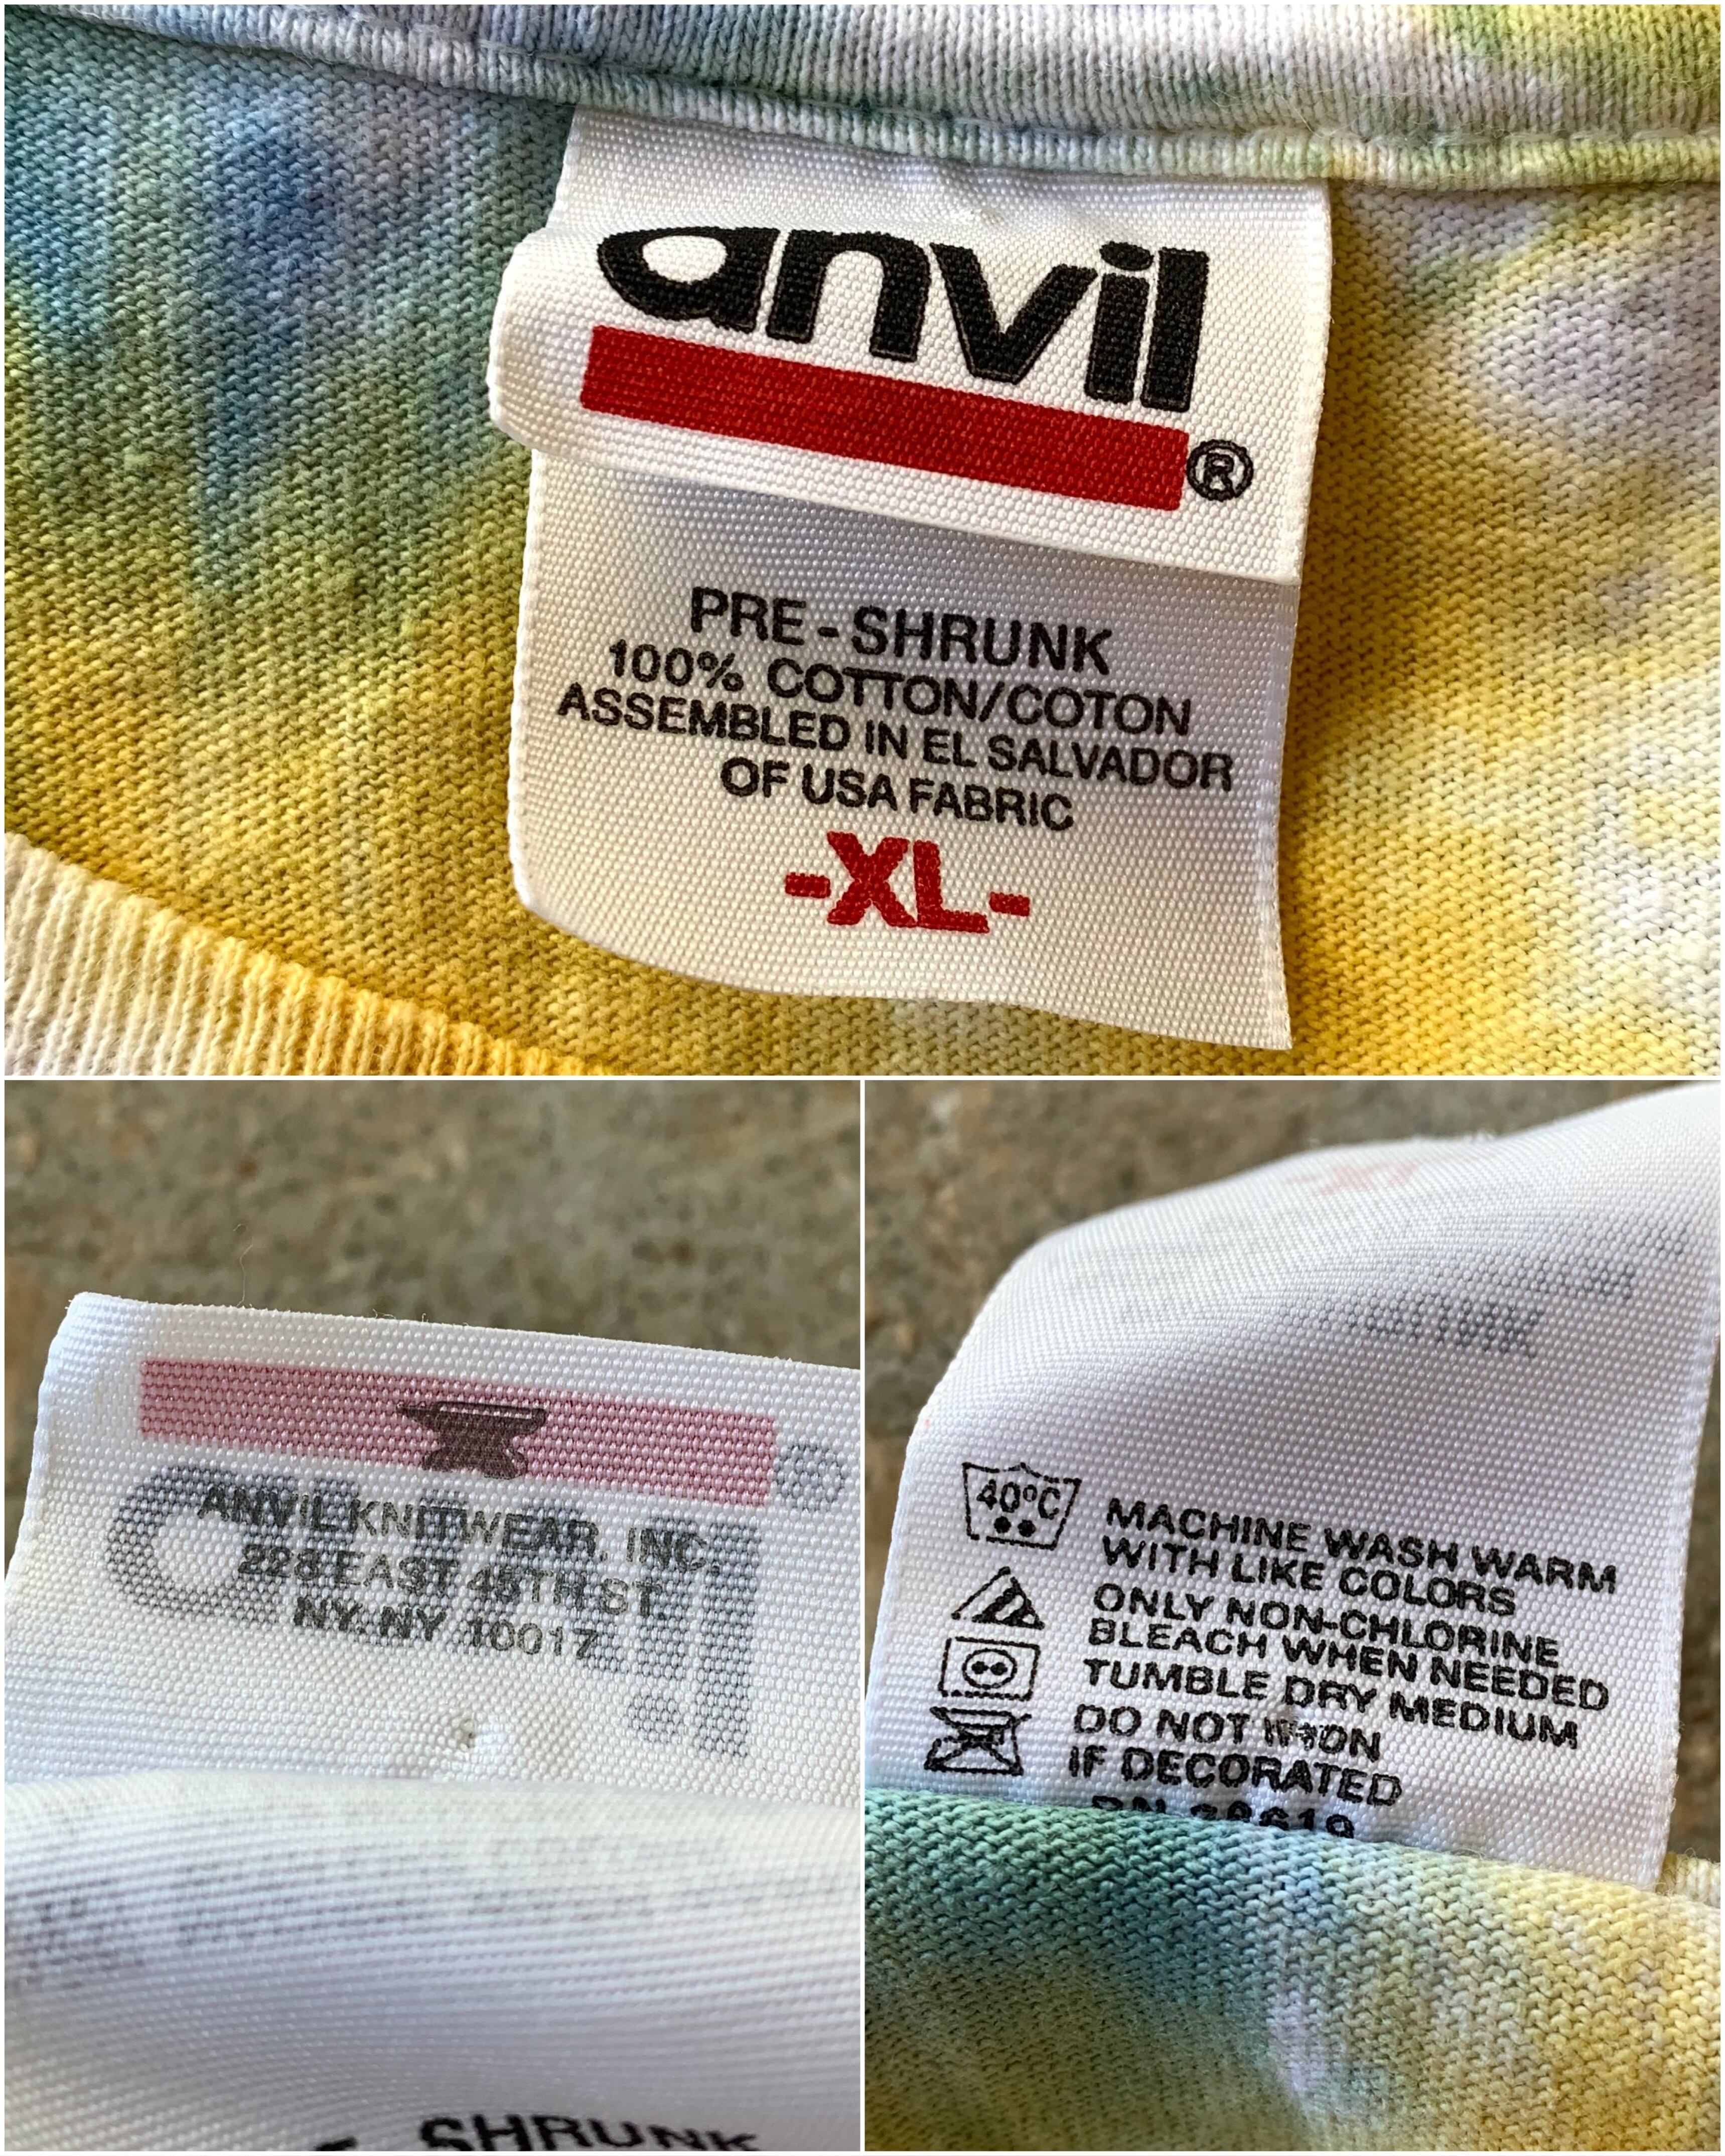 anvil
®
PRE-SHRUNK
100% COTTON/COTON
ASSEMBLED IN EL SALVADOR
OF USA FABRIC
-XL-
ANVIL KNITWEAR, INC.
228 EAST 45TH ST.
NY, NY 10017
SHRUNK
40°C
MACHINE WASH WARM
WITH LIKE COLORS
ONLY NON-CHLORINE
BLEACH WHEN NEEDED
TUMBLE DRY MEDIUM
DO NOT IRON
IF DECORATED
RN 38619